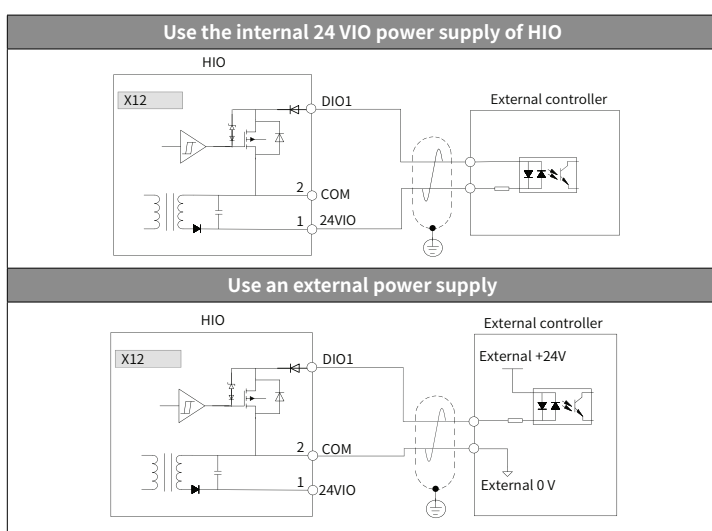 Use the internal 24 VIO power supply of HIO
HIO
X12
DIO1
External controller
2 COM
1 24VIO
Use an external power supply
HIO
External controller
X12
DIO1
External +24V
2 COM
1 24VIO
External 0 V